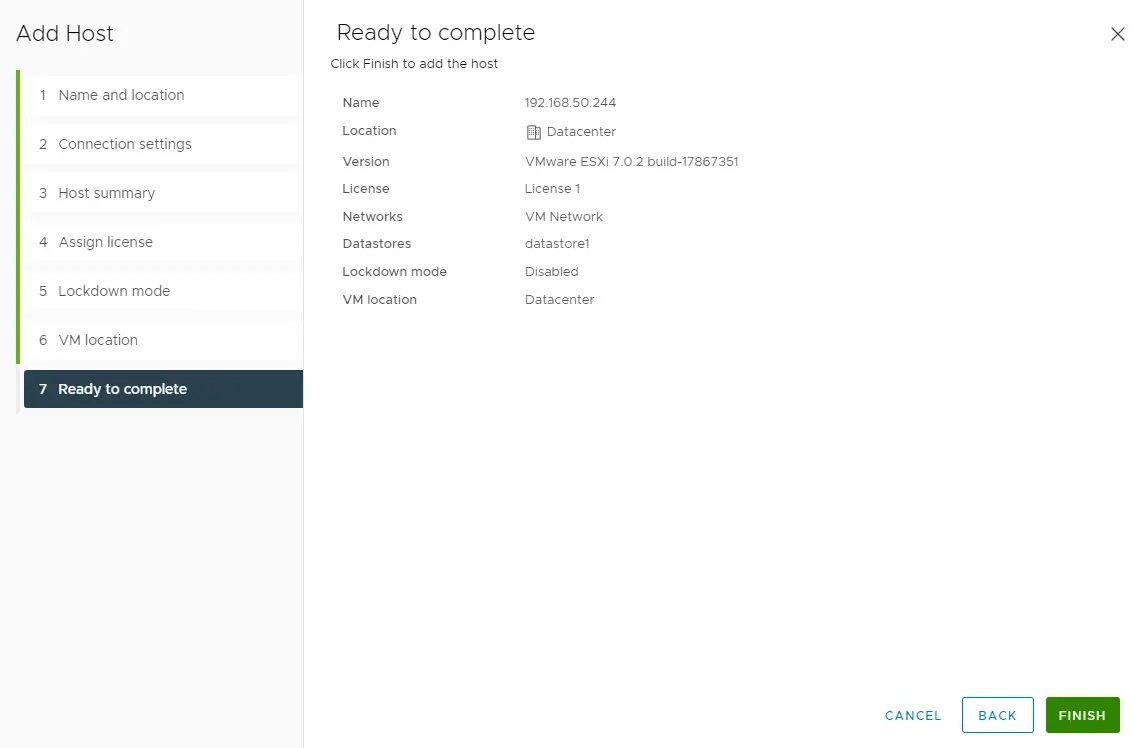 Add Host
1 Name and location
2 Connection settings
3 Host summary
4 Assign license
5 Lockdown mode
6 VM location
7 Ready to complete
Ready to complete
Click Finish to add the host
Name 192.168.50.244
Location Datacenter
Version VMware ESXi 7.0.2 build-17867351
License License 1
Networks VM Network
Datastores datastore1
Lockdown mode Disabled
VM location Datacenter
CANCEL BACK FINISH